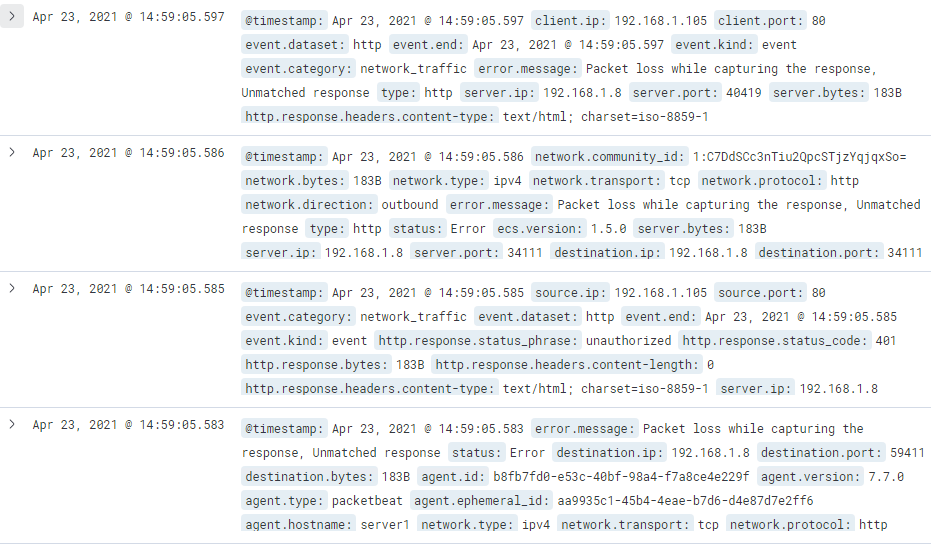 Apr 23, 2021 @ 14:59:05.597 @timestamp: Apr 23, 2021 @ 14:59:05.597 client.ip: 192.168.1.105 client.port: 80
event.dataset: http event.end: Apr 23, 2021 @ 14:59:05.597 event.kind: event
event.category: network_traffic error.message: Packet loss while capturing the response,
Unmatched response type: http server.ip: 192.168.1.8 server.port: 40419 server.bytes: 183B
http.response.headers.content-type: text/html; charset=iso-8859-1
Apr 23, 2021 @ 14:59:05.586 @timestamp: Apr 23, 2021 @ 14:59:05.586 network.community_id: 1:C7DdSCc3nTiu2QpcSTjzYqjqxSo=
network.bytes: 183B network.type: ipv4 network.transport: tcp network.protocol: http
network.direction: outbound error.message: Packet loss while capturing the response, Unmatched
response type: http status: Error ecs.version: 1.5.0 server.bytes: 183B
server.ip: 192.168.1.8 server.port: 34111 destination.ip: 192.168.1.8 destination.port: 34111
Apr 23, 2021 @ 14:59:05.585 @timestamp: Apr 23, 2021 @ 14:59:05.585 source.ip: 192.168.1.105 source.port: 80
event.category: network_traffic event.dataset: http event.end: Apr 23, 2021 @ 14:59:05.585
event.kind: event http.response.status_phrase: unauthorized http.response.status_code: 401
http.response.bytes: 183B http.response.headers.content-length: 0
http.response.headers.content-type: text/html; charset=iso-8859-1 server.ip: 192.168.1.8
Apr 23, 2021 @ 14:59:05.583 @timestamp: Apr 23, 2021 @ 14:59:05.583 error.message: Packet loss while capturing the
response, Unmatched response status: Error destination.ip: 192.168.1.8 destination.port: 59411
destination.bytes: 183B agent.id: b8fb7fd0-e53c-40bf-98a4-f7a8ce4e229f agent.version: 7.7.0
agent.type: packetbeat agent.ephemeral_id: aa9935c1-45b4-4eae-b7d6-d4e87d7e2ff6
agent.hostname: server1 network.type: ipv4 network.transport: tcp network.protocol: http